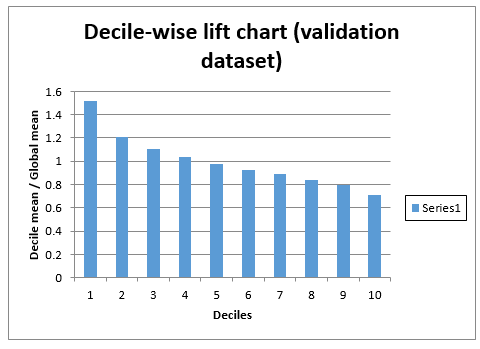 Decile-wise lift chart (validation
dataset)
Decile mean / Global mean
1.6
1.4
1.2
1
0.8
0.6
0.4
0.2
0
1 2 3 4 5 6 7 8 9 10
Deciles
Series1